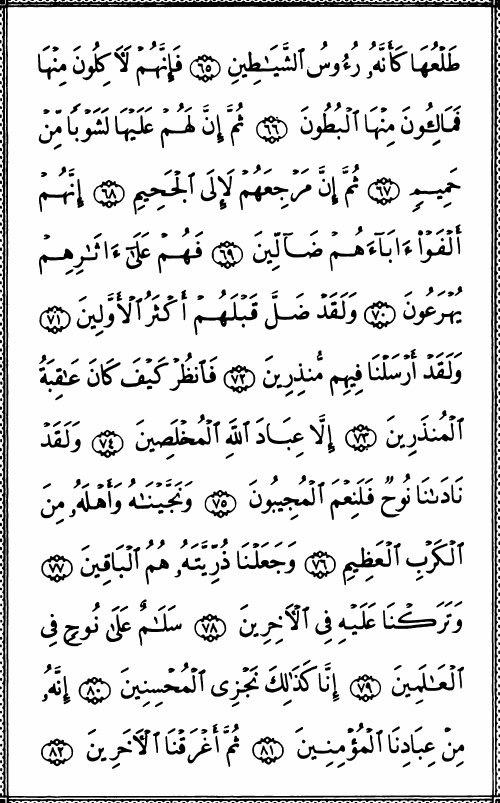 طَلْعُهَا كَأَنَّهُۥ رُءُوسُ ٱلشَّيَـٰطِينِ ٦٥ فَإِنَّهُمْ لَـَٔاكِلُونَ مِنْهَا
فَمَالِـُٔونَ مِنْهَا ٱلْبُطُونَ ٦٦ ثُمَّ إِنَّ لَهُمْ عَلَيْهَا لَشَوْبًا مِّنْ
حَمِيمٍ ٦٧ ثُمَّ إِنَّ مَرْجِعَهُمْ لَإِلَى ٱلْجَحِيمِ ٦٨ إِنَّهُمْ
أَلْفَوْا۟ ءَابَآءَهُمْ ضَآلِّينَ ٦٩ فَهُمْ عَلَىٰٓ ءَاثَـٰرِهِمْ
يُهْرَعُونَ ٧٠ وَلَقَدْ ضَلَّ قَبْلَهُمْ أَكْثَرُ ٱلْأَوَّلِينَ ٧١
وَلَقَدْ أَرْسَلْنَا فِيهِم مُّنذِرِينَ ٧٢ فَٱنظُرْ كَيْفَ كَانَ عَـٰقِبَةُ
ٱلْمُنذَرِينَ ٧٣ إِلَّا عِبَادَ ٱللَّهِ ٱلْمُخْلَصِينَ ٧٤ وَلَقَدْ
نَادَىٰنَا نُوحٌ فَلَنِعْمَ ٱلْمُجِيبُونَ ٧٥ وَنَجَّيْنَـٰهُ وَأَهْلَهُۥ مِنَ
ٱلْكَرْبِ ٱلْعَظِيمِ ٧٦ وَجَعَلْنَا ذُرِّيَّتَهُۥ هُمُ ٱلْبَاقِينَ ٧٧
وَتَرَكْنَا عَلَيْهِ فِى ٱلْـَٔاخِرِينَ ٧٨ سَلَـٰمٌ عَلَىٰ نُوحٍ فِى
ٱلْعَـٰلَمِينَ ٧٩ إِنَّا كَذَٰلِكَ نَجْزِى ٱلْمُحْسِنِينَ ٨٠ إِنَّهُۥ
مِنْ عِبَادِنَا ٱلْمُؤْمِنِينَ ٨١ ثُمَّ أَغْرَقْنَا ٱلْـَٔاخَرِينَ ٨٢